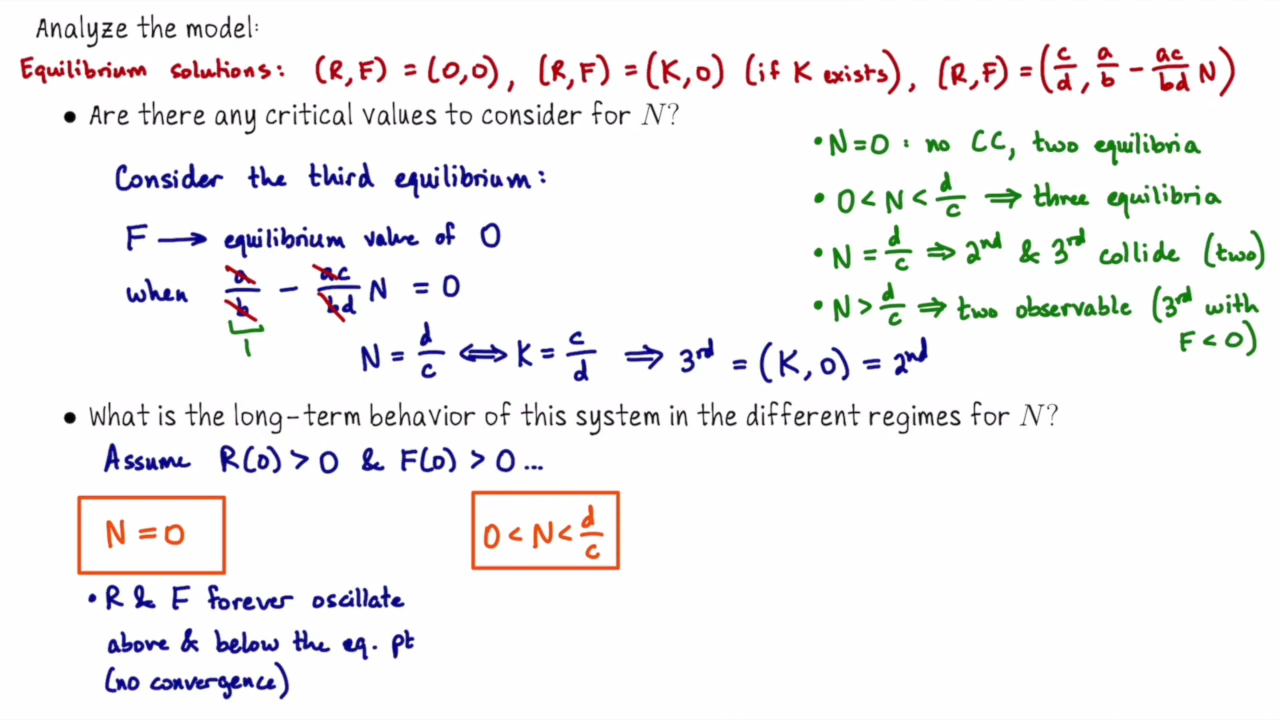 Analyze the model:
Equilibrium solutions: (R,F) = (0,0), (R,F) = (K,0) (if K exists), (R,F) = (c/d, a/b - ac/bd N)
• Are there any critical values to consider for N?
Consider the third equilibrium:
F → equilibrium value of 0
when a/b - ac/bd N = 0
1
N = d/c ⟺ K = c/d ⟹ 3rd = (K,0) = 2nd
• N=0 : no CC, two equilibria
• 0 < N < d/c ⟹ three equilibria
• N = d/c ⟹ 2nd & 3rd collide (two)
• N > d/c ⟹ two observable (3rd with
F < 0)
• What is the long-term behavior of this system in the different regimes for N?
Assume R(0) > 0 & F(0) > 0 ...
N = 0
• R & F forever oscillate
above & below the eq. pt
(no convergence)
0 < N < d/c